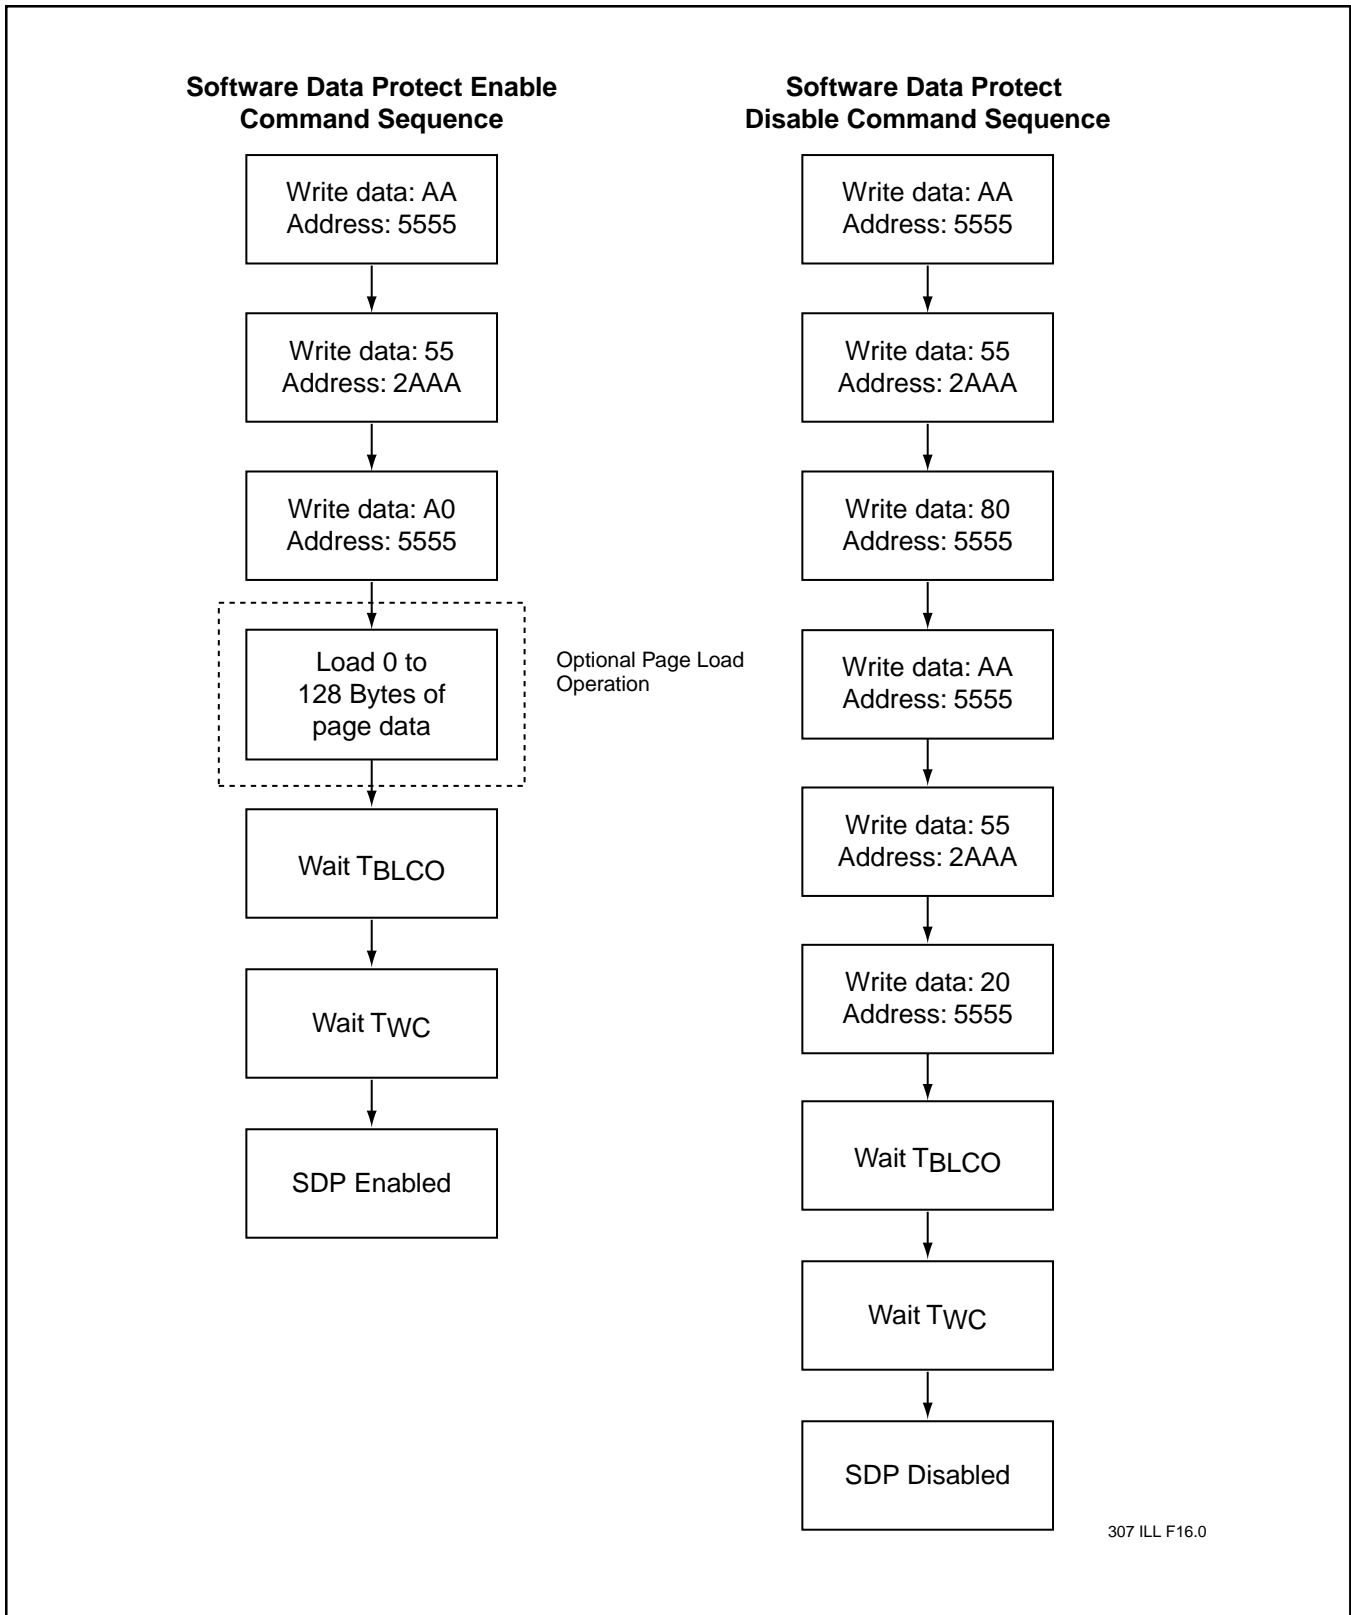 Software Data Protect Enable
Command Sequence
Write data: AA
Address: 5555
Write data: 55
Address: 2AAA
Write data: A0
Address: 5555
Load 0 to
128 Bytes of
page data
Optional Page Load
Operation
Wait TBLCO
Wait TWC
SDP Enabled
Software Data Protect
Disable Command Sequence
Write data: AA
Address: 5555
Write data: 55
Address: 2AAA
Write data: 80
Address: 5555
Write data: AA
Address: 5555
Write data: 55
Address: 2AAA
Write data: 20
Address: 5555
Wait TBLCO
Wait TWC
SDP Disabled
307 ILL F16.0